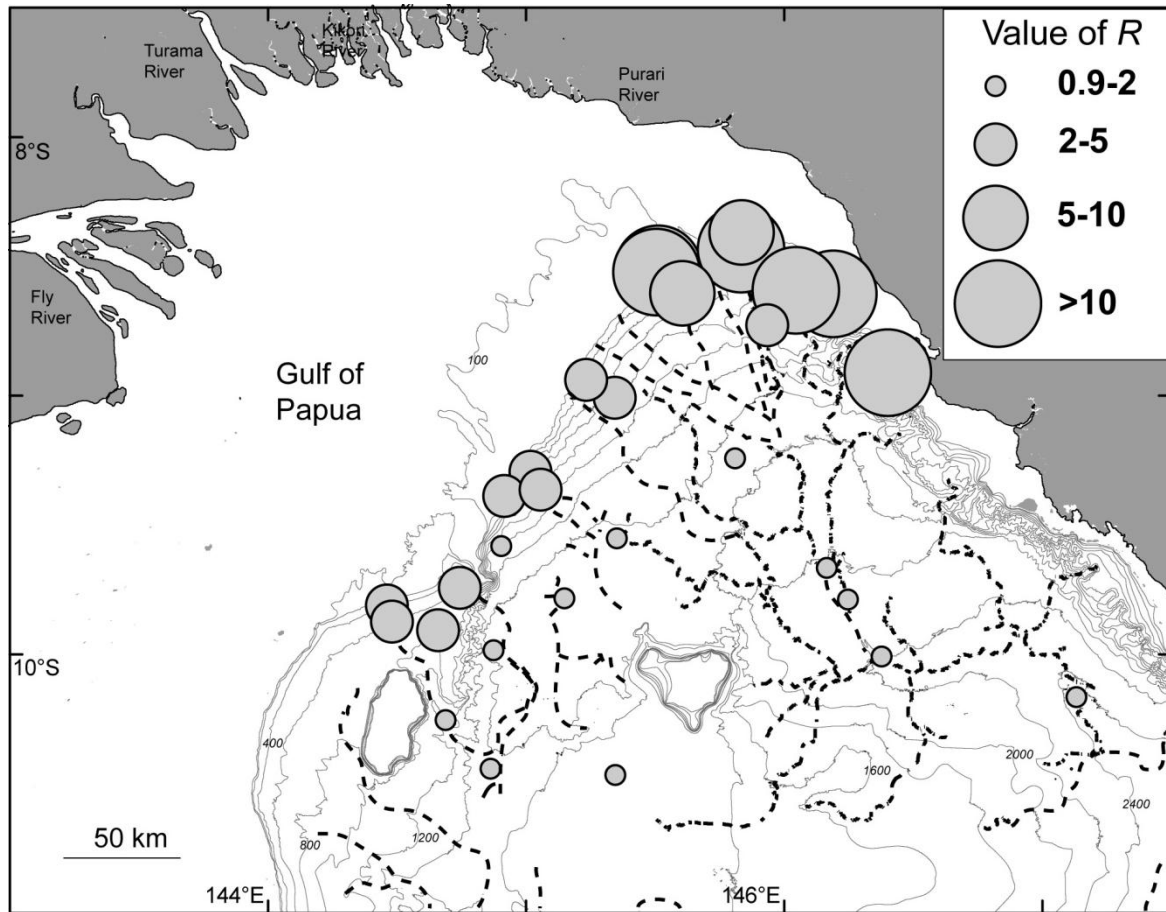 Kikori
River
Turama
River
Purari
River
Value of R
0.9-2
2-5
5-10
>10
8°S
Fly
River
100
Gulf of
Papua
10°S
400
2000
1600
2400
50 km
1200
800
144°E
146°E